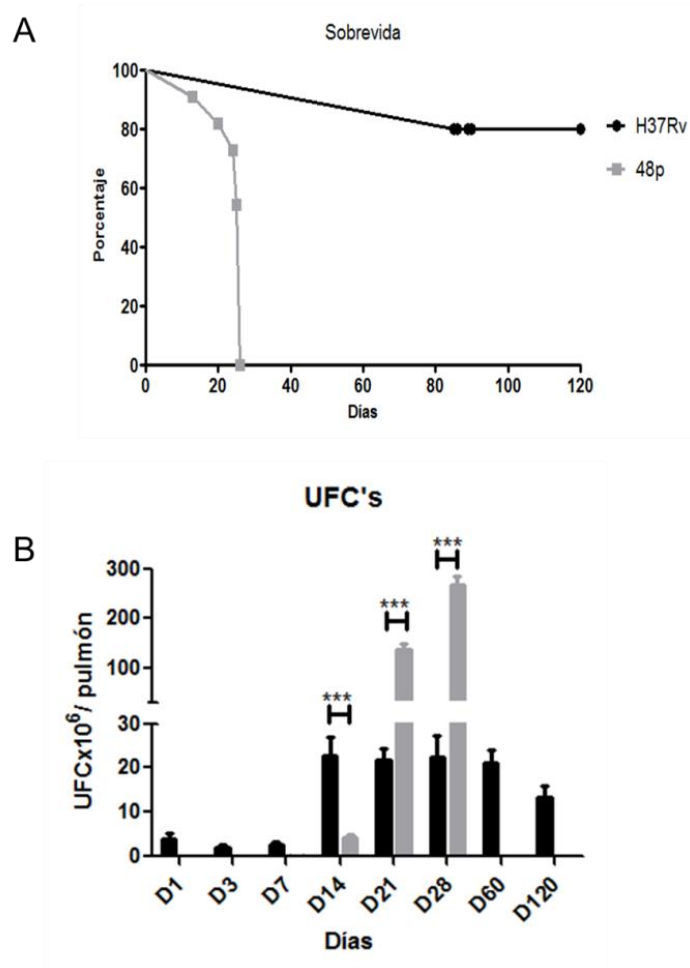 A
Sobrevida
100
80
60
40
20
0
Porcentaje
0 20 40 60 80 100 120
Días
H37Rv
48p
B
UFC's
***
***
***
300
200
100
30
20
10
0
UFCx10⁶/ pulmón
D1 D3 D7 D14 D21 D28 D60 D120
Días